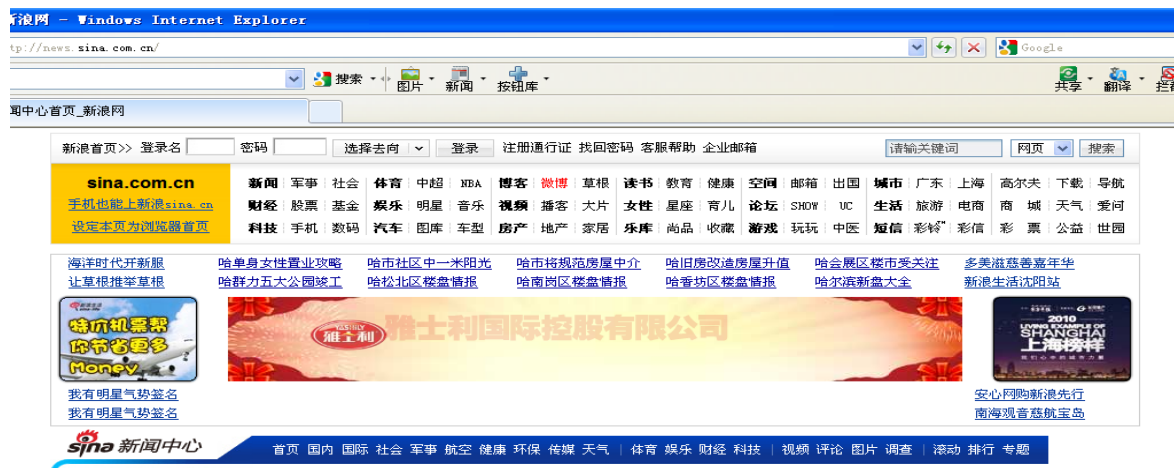 新浪网 - Windows Internet Explorer
tp://news.sina.com.cn/ Google
搜索 图片 新闻 按钮库 共享 翻译
闻中心首页_新浪网
新浪首页>> 登录名 密码 选择去向 登录 注册通行证 找回密码 客服帮助 企业邮箱 请输关键词 网页 搜索
sina.com.cn 新闻 军事 社会 体育 中超 NBA 博客 微博 草根 读书 教育 健康 空间 邮箱 出国 城市 广东 上海 高尔夫 下载 导航
手机也能上新浪sina.cn 财经 股票 基金 娱乐 明星 音乐 视频 播客 大片 女性 星座 育儿 论坛 SHOW UC 生活 旅游 电商 商 城 天气 爱问
设定本页为浏览器首页 科技 手机 数码 汽车 图库 车型 房产 地产 家居 乐库 尚品 收藏 游戏 玩玩 中医 短信 彩铃™ 彩信 彩 票 公益 世园
海洋时代开新服 哈单身女性置业攻略 哈市社区中一米阳光 哈市将规范房屋中介 哈旧房改造房屋升值 哈会展区楼市受关注 多美滋慈善嘉年华
让草根推举草根 哈群力五大公园竣工 哈松北区楼盘情报 哈南岗区楼盘情报 哈香坊区楼盘情报 哈尔滨新盘大全 新浪生活沈阳站
特价机票帮
你节省更多
Money
YASHILY
雅士利
雅士利国际控股有限公司
2010
LIVING EXAMPLE OF
SHANGHAI
上海榜样
我有明星气势签名 安心网购新浪先行
我有明星气势签名 南海观音慈航宝岛
sina 新闻中心 首页 国内 国际 社会 军事 航空 健康 环保 传媒 天气 | 体育 娱乐 财经 科技 | 视频 评论 图片 调查 | 滚动 排行 专题